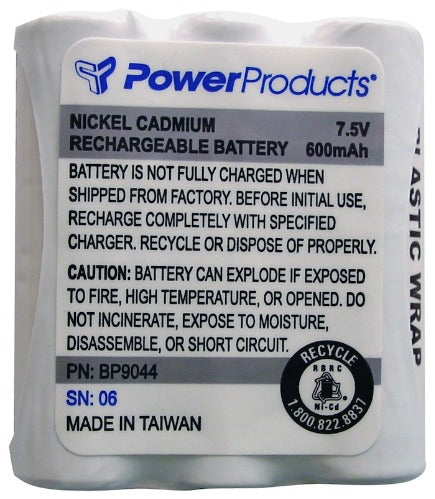 PowerProducts®
NICKEL CADMIUM 7.5V
RECHARGEABLE BATTERY 600mAh
BATTERY IS NOT FULLY CHARGED WHEN
SHIPPED FROM FACTORY. BEFORE INITIAL USE,
RECHARGE COMPLETELY WITH SPECIFIED
CHARGER. RECYCLE OR DISPOSE OF PROPERLY.
CAUTION: BATTERY CAN EXPLODE IF EXPOSED
TO FIRE, HIGH TEMPERATURE, OR OPENED. DO
NOT INCINERATE, EXPOSE TO MOISTURE,
DISASSEMBLE, OR SHORT CIRCUIT.
PN: BP9044
SN: 06
MADE IN TAIWAN
RECYCLE
RBRC
Ni-Cd
1.800.822.8837
PLASTIC WRAP